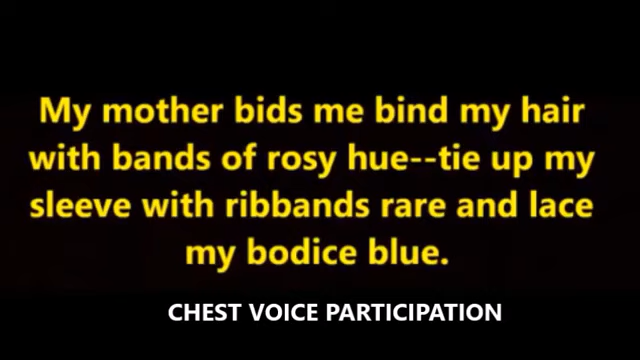 My mother bids me bind my hair
with bands of rosy hue--tie up my
sleeve with ribbands rare and lace
my bodice blue.
CHEST VOICE PARTICIPATION